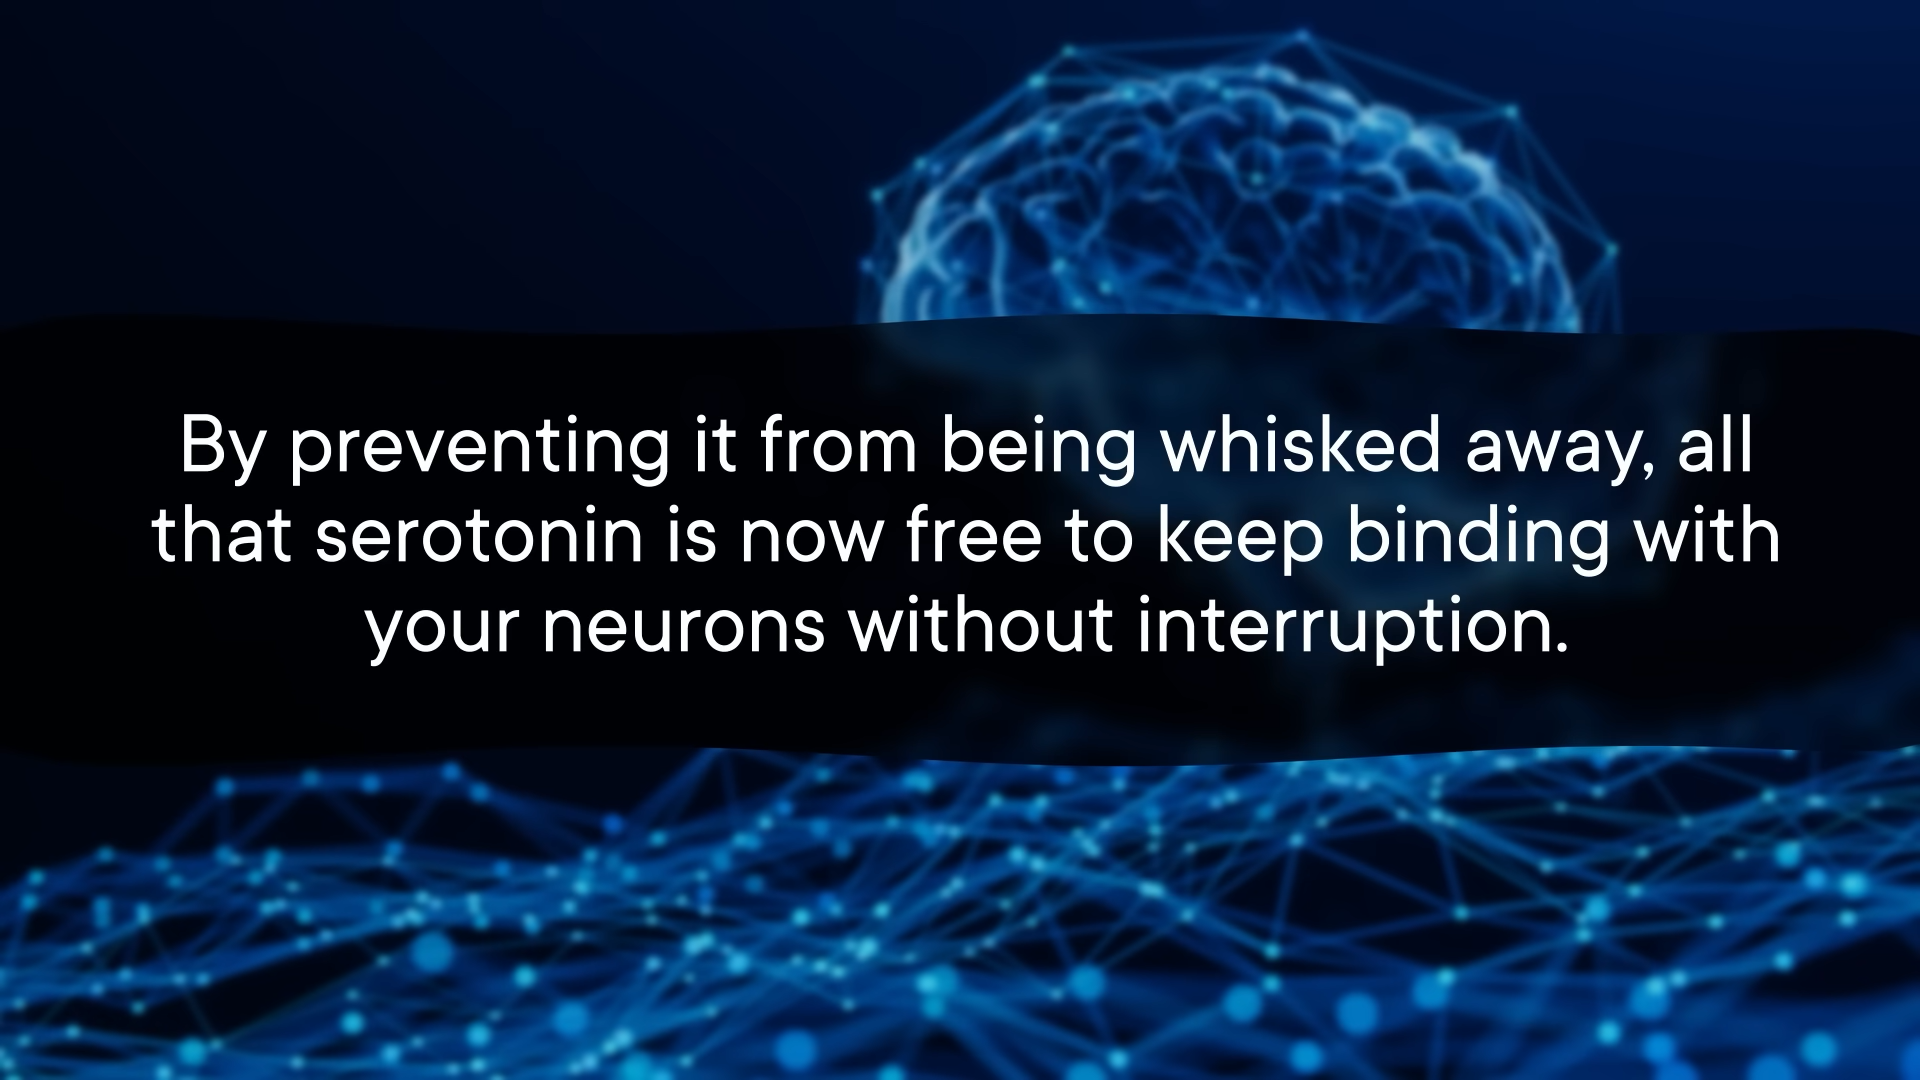 By preventing it from being whisked away, all
that serotonin is now free to keep binding with
your neurons without interruption.